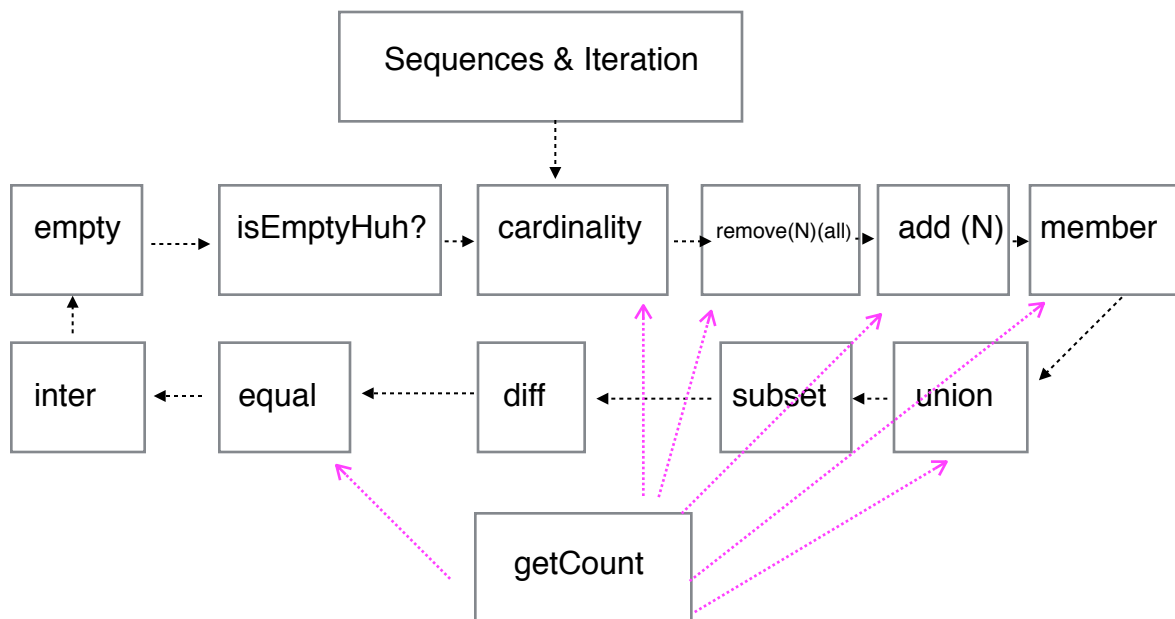 Sequences & Iteration
empty
isEmptyHuh?
cardinality
remove(N)(all)
add (N)
member
inter
equal
diff
subset
union
getCount